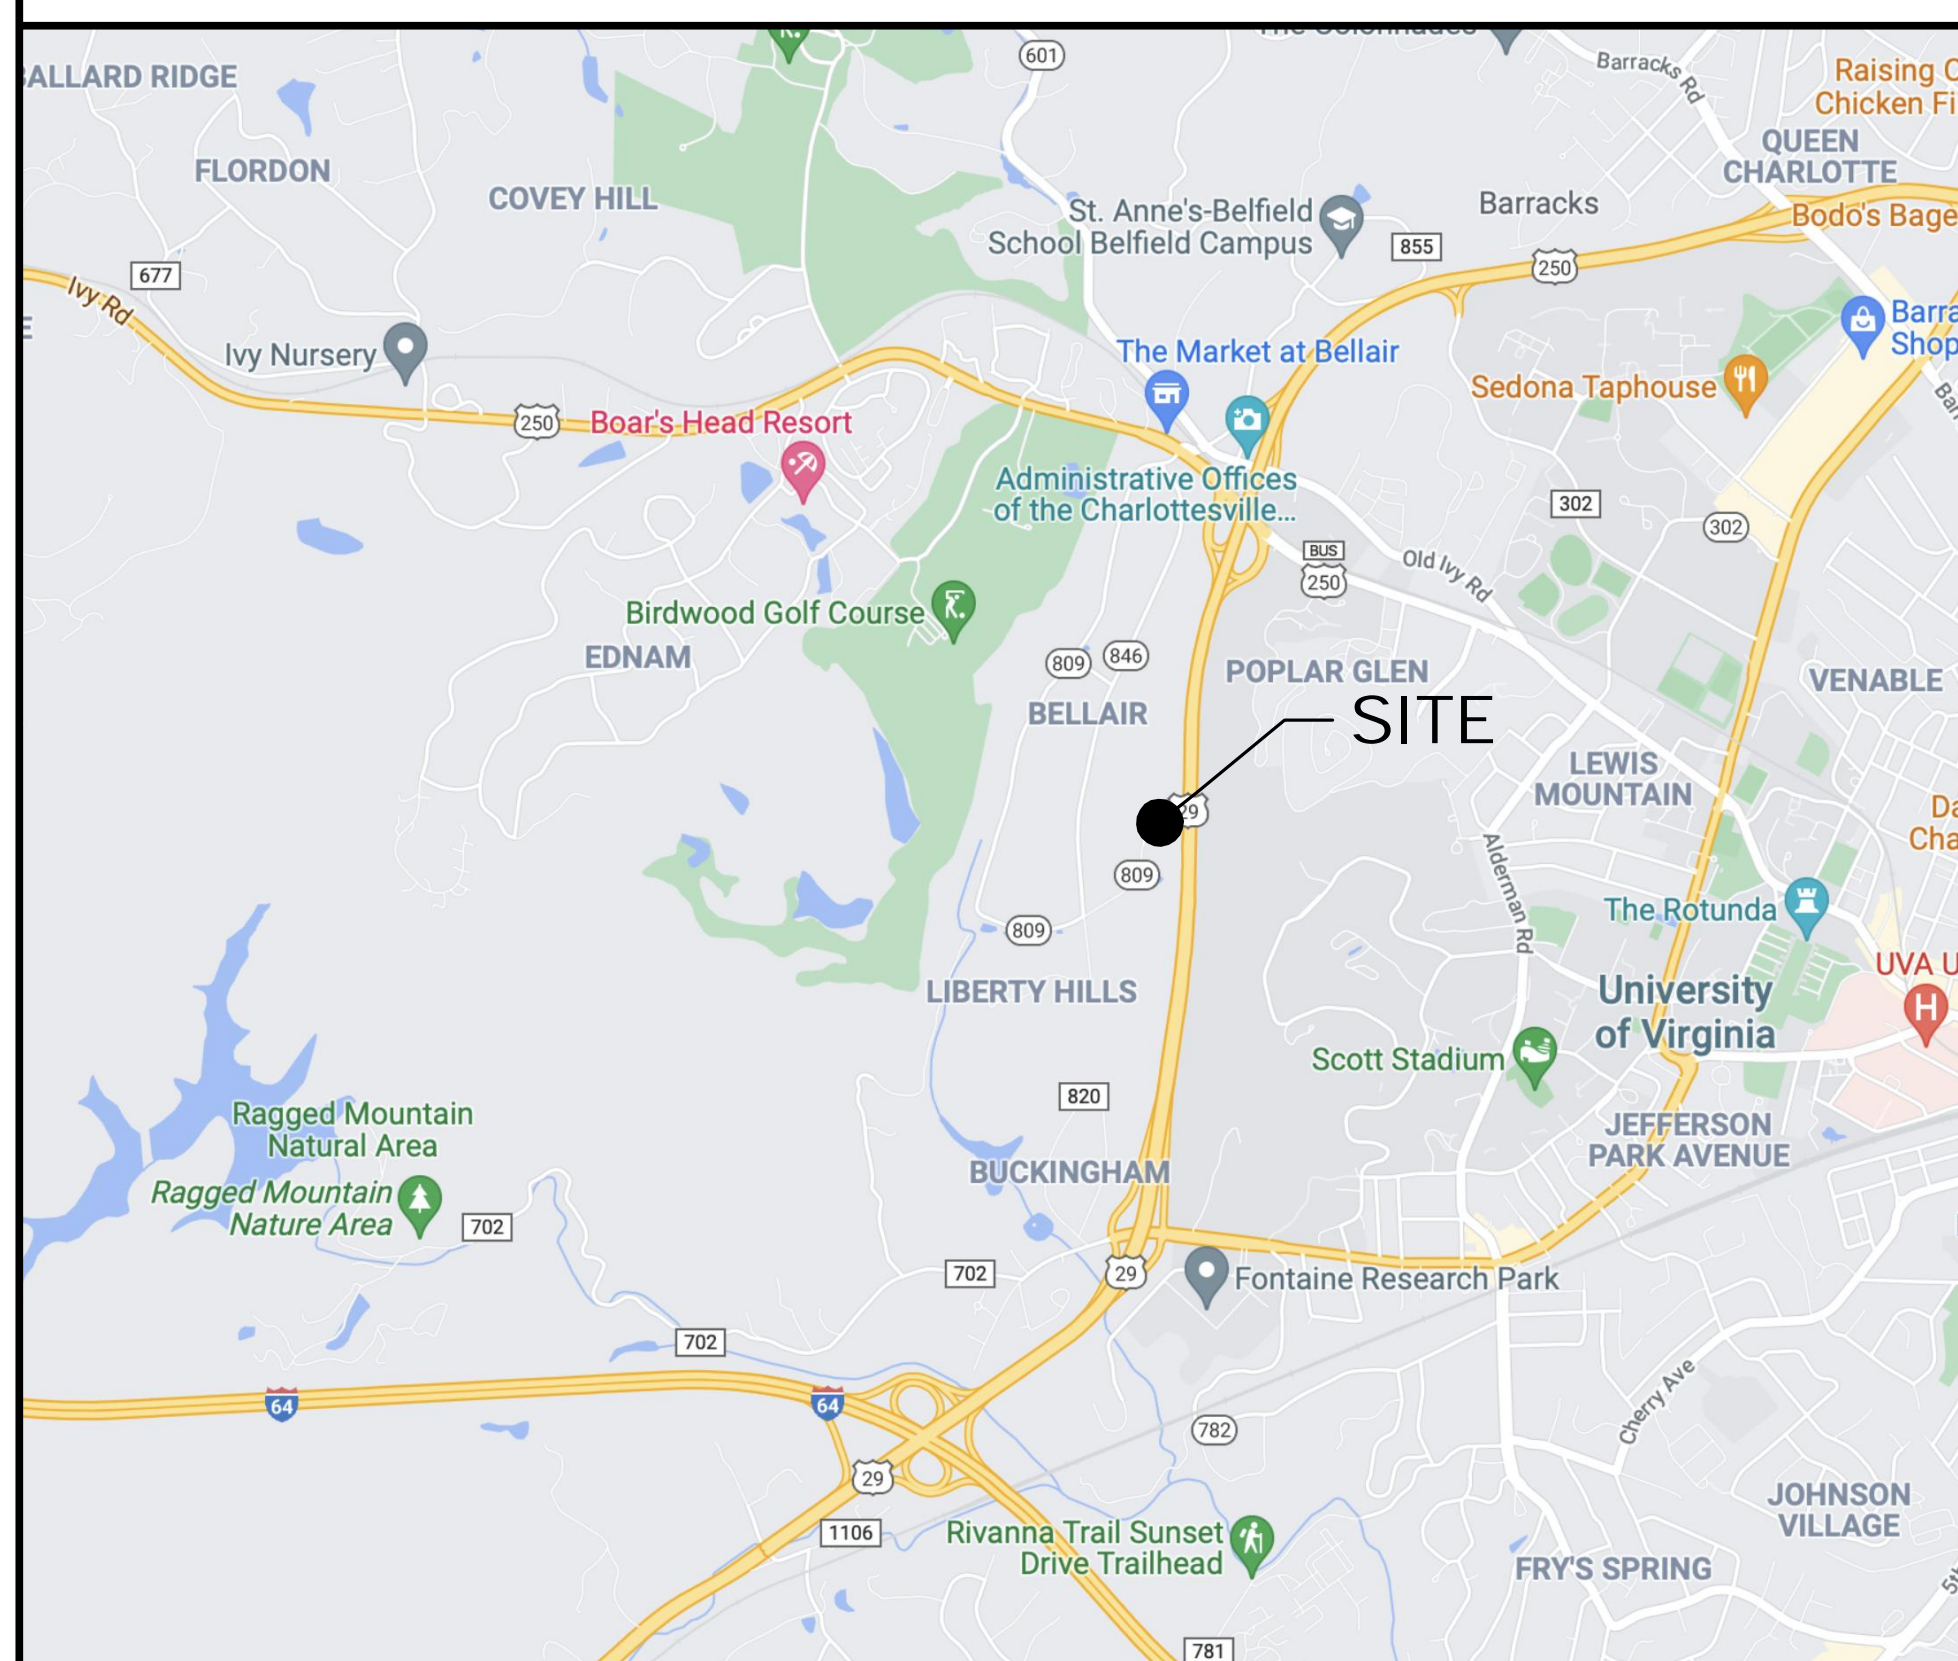 The Colonnades
601
Barracks Rd
BALLARD RIDGE
Raising
Chicken
QUEEN
CHARLOTTE
FLORDON
COVEY HILL
St. Anne's-Belfield
School Belfield Campus
Barracks
855
Bodo's
250
677
Ivy Rd
Ivy Nursery
The Market at Bellair
Sedona Taphouse
250
Boar's Head Resort
Administrative Offices
of the Charlottesville...
302
302
BUS
250
Old Ivy Rd
Birdwood Golf Course
EDNAM
809
846
POPLAR GLEN
VENABLE
BELLAIR
SITE
LEWIS
MOUNTAIN
29
Alderman Rd
809
The Rotunda
809
UVA
LIBERTY HILLS
University
of Virginia
Scott Stadium
820
Ragged Mountain
Natural Area
JEFFERSON
PARK AVENUE
BUCKINGHAM
Ragged Mountain
Nature Area
702
H
702
29
Fontaine Research Park
702
64
64
Cherry Ave
782
29
JOHNSON
VILLAGE
1106
Rivanna Trail Sunset
Drive Trailhead
FRY'S SPRING
781